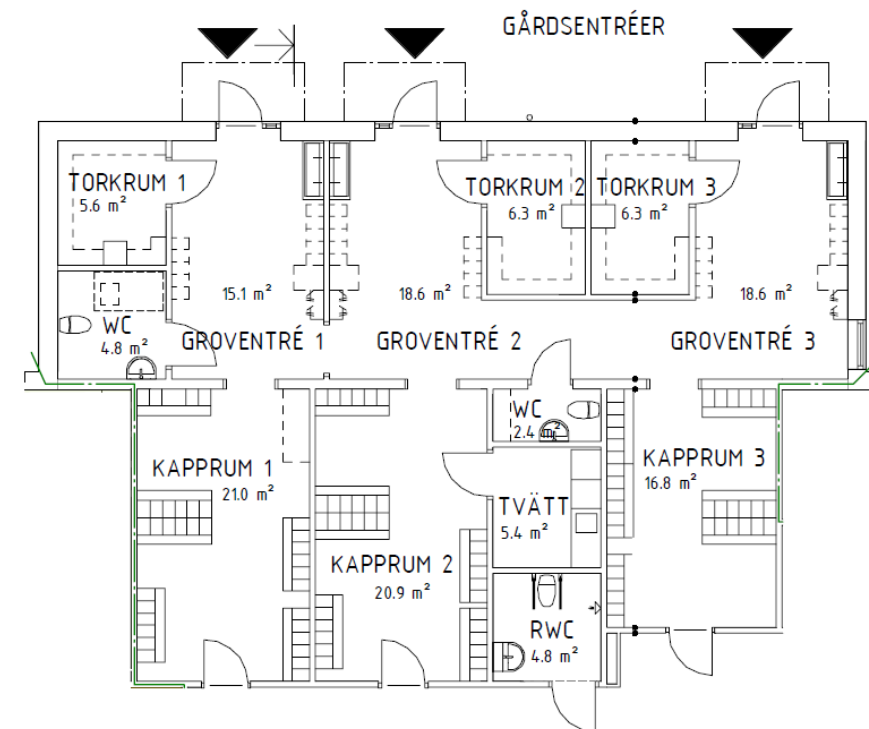 GÅRDSENTRÉER
TORKRUM 1
5.6 m²
TORKRUM 2
6.3 m²
TORKRUM 3
6.3 m²
15.1 m²
18.6 m²
18.6 m²
WC
4.8 m²
GROVENTRÉ 1
GROVENTRÉ 2
GROVENTRÉ 3
WC
2.4 m²
KAPPRUM 1
21.0 m²
KAPPRUM 3
16.8 m²
TVÄTT
5.4 m²
KAPPRUM 2
20.9 m²
RWC
4.8 m²